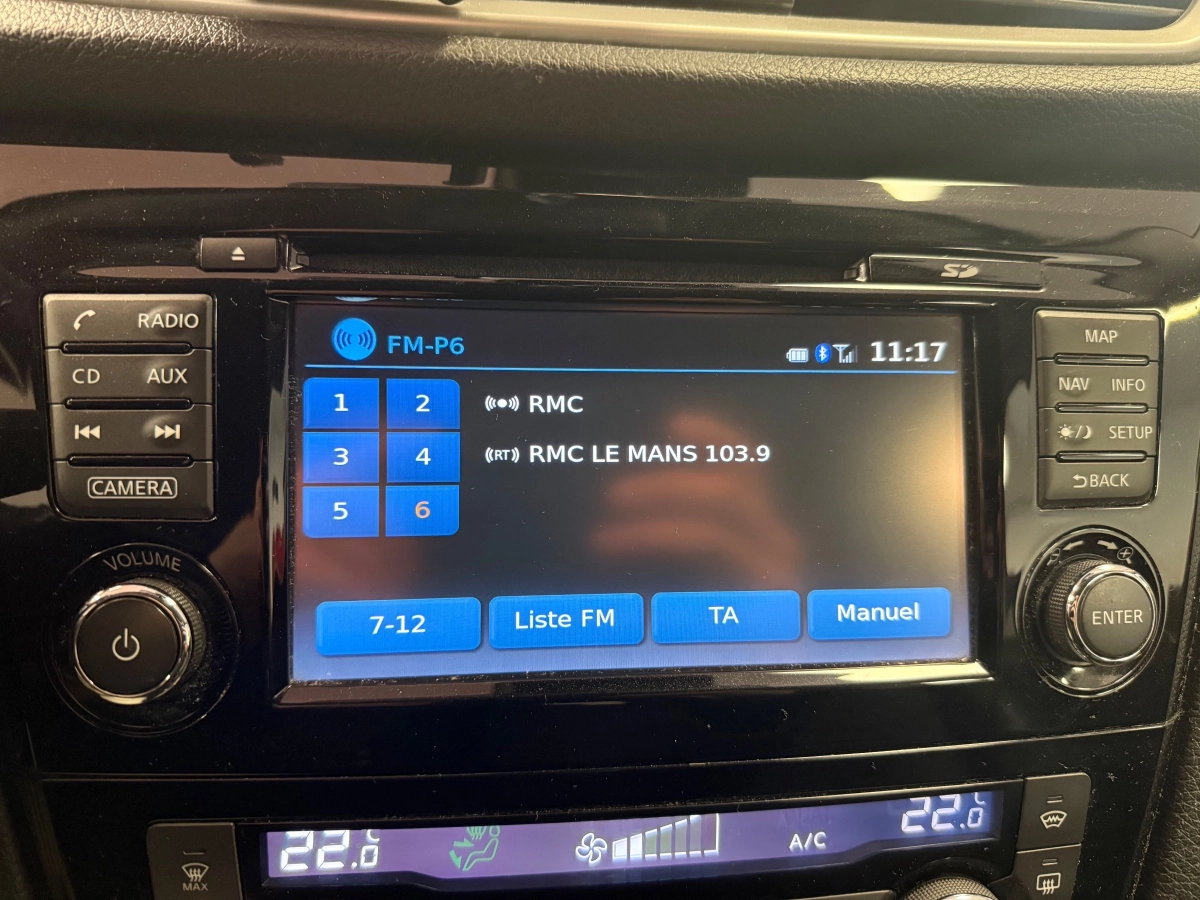 SD
RADIO
CD AUX
CAMERA
VOLUME
FM-P6
11:17
1 2
3 4
5 6
RMC
RT
RMC LE MANS 103.9
7-12
Liste FM
TA
Manuel
MAP
NAV INFO
SETUP
BACK
ENTER
MAX
22.0°C
A/C
22.0°C